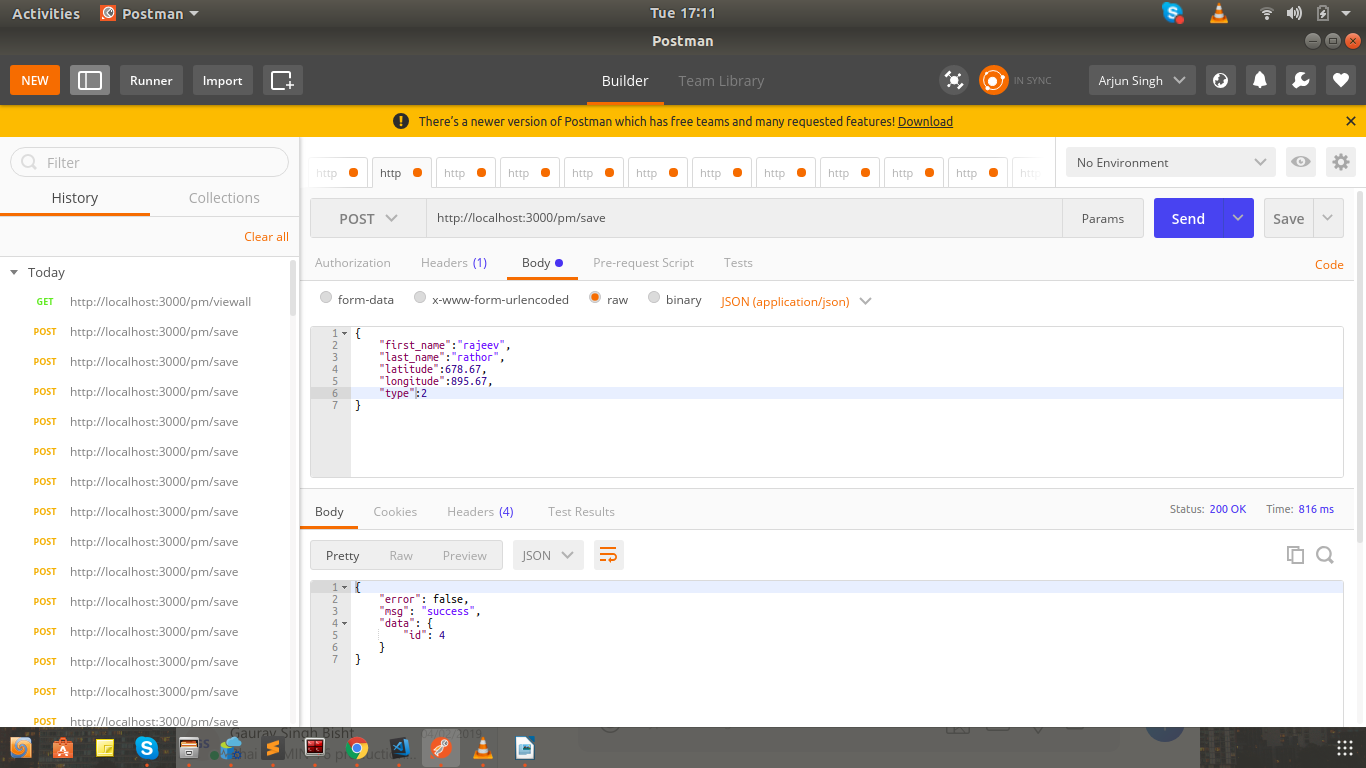 Activities Postman Tue 17:11
Postman
NEW Runner Import Builder Team Library IN SYNC Arjun Singh
There's a newer version of Postman which has free teams and many requested features! Download
Filter
History Collections
Clear all
Today
GET http://localhost:3000/pm/viewall
POST http://localhost:3000/pm/save
POST http://localhost:3000/pm/save
POST http://localhost:3000/pm/save
POST http://localhost:3000/pm/save
POST http://localhost:3000/pm/save
POST http://localhost:3000/pm/save
POST http://localhost:3000/pm/save
POST http://localhost:3000/pm/save
POST http://localhost:3000/pm/save
POST http://localhost:3000/pm/save
POST http://localhost:3000/pm/save
POST http://localhost:3000/pm/save
POST http://localhost:3000/pm/save
POST http://localhost:3000/pm/save
http http http http http http http http http http http http
No Environment
POST http://localhost:3000/pm/save Params Send Save
Authorization Headers (1) Body Pre-request Script Tests Code
form-data x-www-form-urlencoded raw binary JSON (application/json)
1 {
2 "first_name":"rajeev",
3 "last_name":"rathor",
4 "latitude":678.67,
5 "longitude":895.67,
6 "type":2
7 }
Body Cookies Headers (4) Test Results Status: 200 OK Time: 816 ms
Pretty Raw Preview JSON
1 {
2 "error": false,
3 "msg": "success",
4 "data": {
5 "id": 4
6 }
7 }
Gaurav Singh Bisht 04/02/2019